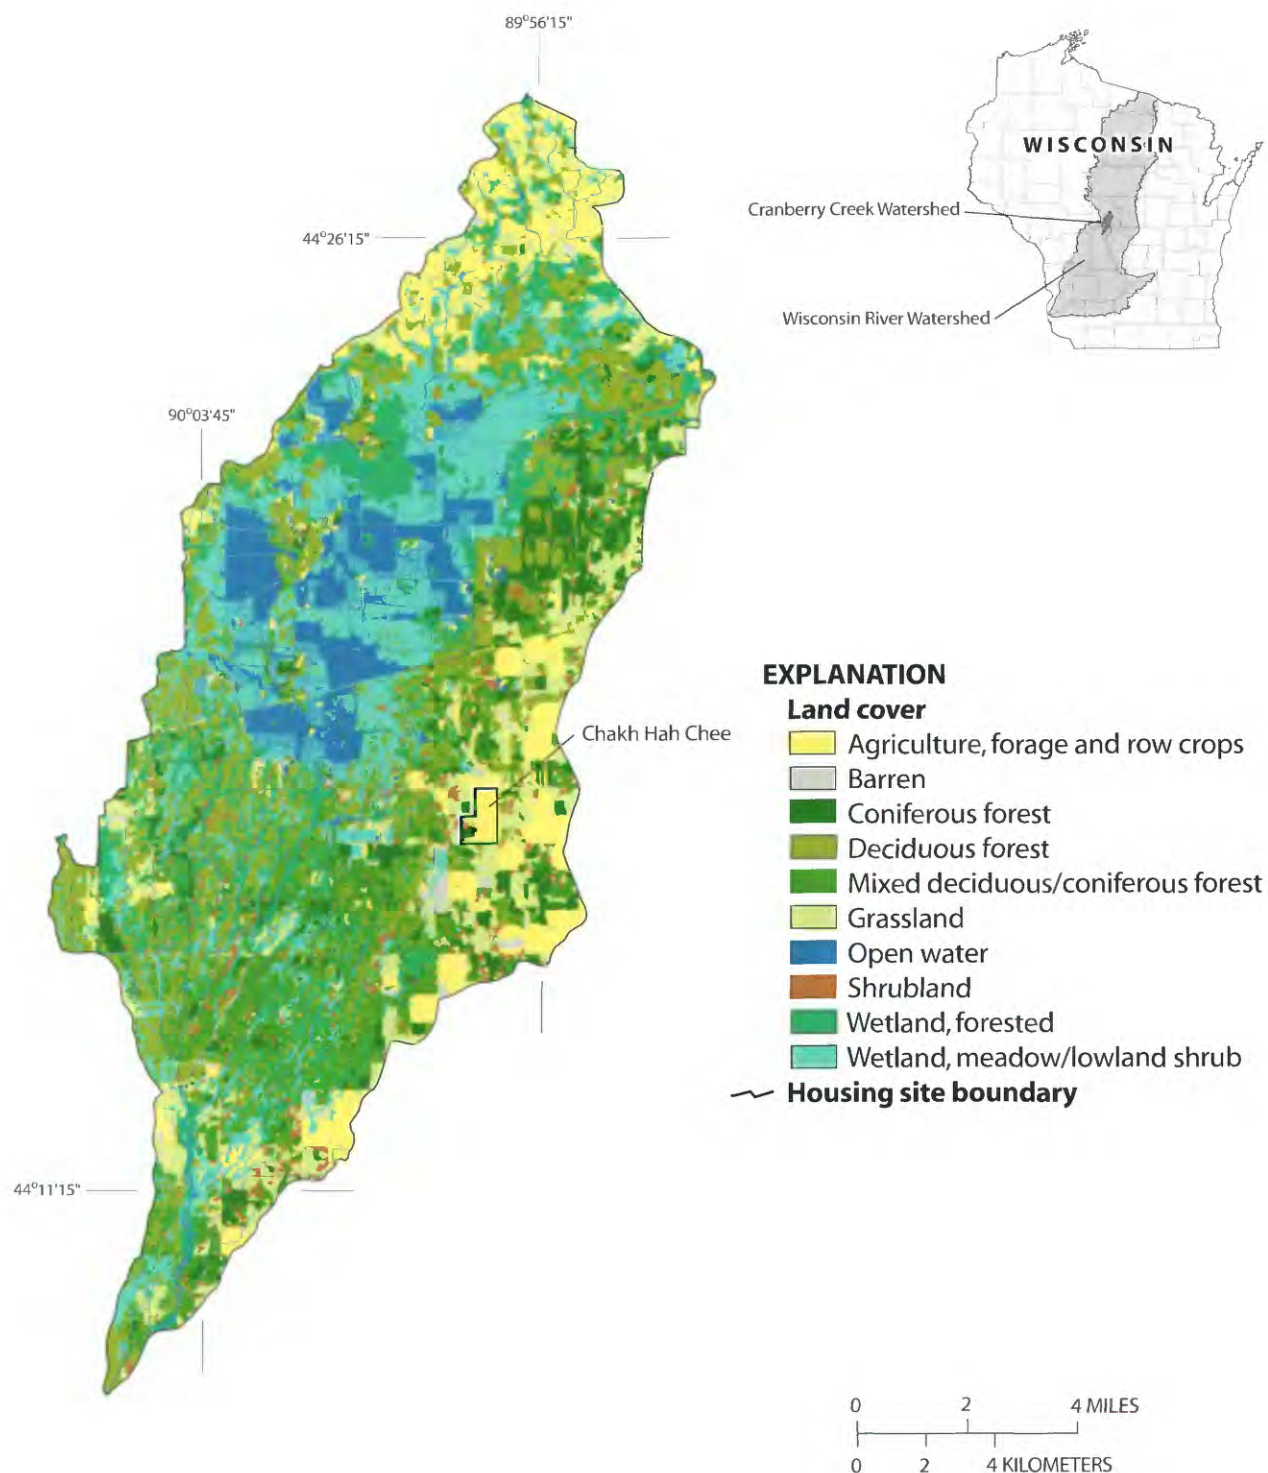 89°56'15"
WISCONSIN
Cranberry Creek Watershed
44°26'15"
Wisconsin River Watershed
90°03'45"
EXPLANATION
Land cover
Chakh Hah Chee
Agriculture, forage and row crops
Barren
Coniferous forest
Deciduous forest
Mixed deciduous/coniferous forest
Grassland
Open water
Shrubland
Wetland, forested
Wetland, meadow/lowland shrub
Housing site boundary
44°11'15"
0 2 4 MILES
0 2 4 KILOMETERS